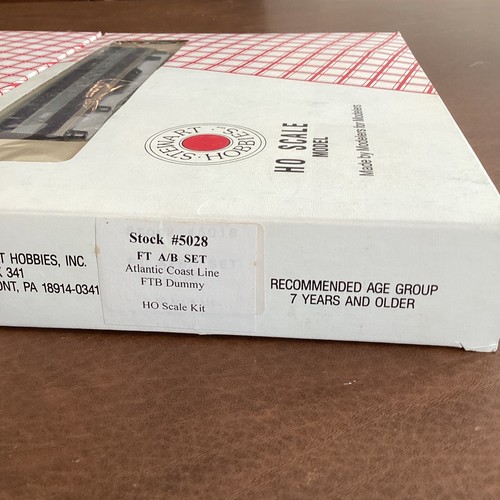 STEWART HOBBIES
HO SCALE
MODEL
Made by Modelers for Modelers
T HOBBIES, INC.
X 341
ONT, PA 18914-0341
Stock #5028
FT A/B SET
Atlantic Coast Line
FTB Dummy
HO Scale Kit
RECOMMENDED AGE GROUP
7 YEARS AND OLDER